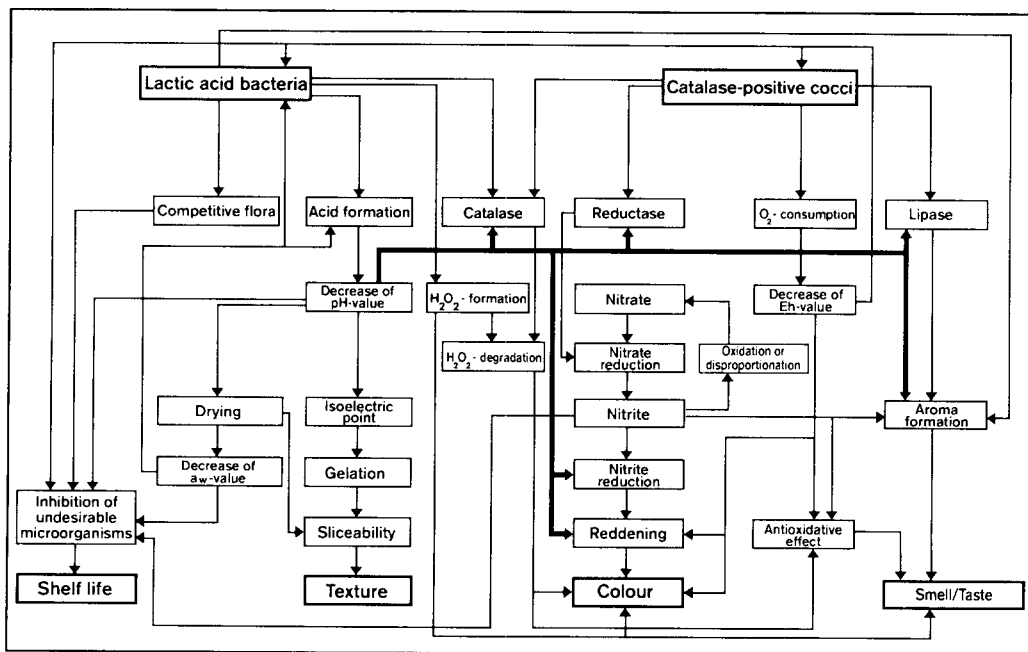 Lactic acid bacteria
Catalase-positive cocci
Competitive flora
Acid formation
Catalase
Reductase
O₂- consumption
Lipase
Decrease of
pH-value
H₂O₂- formation
Nitrate
Decrease of
Eh-value
H₂O₂- degradation
Nitrate
reduction
Oxidation or
disproportionation
Drying
Isoelectric
point
Nitrite
Aroma
formation
Decrease of
aw-value
Gelation
Nitrite
reduction
Inhibition of
undesirable
microorganisms
Sliceability
Reddening
Antioxidative
effect
Shelf life
Texture
Colour
Smell/Taste